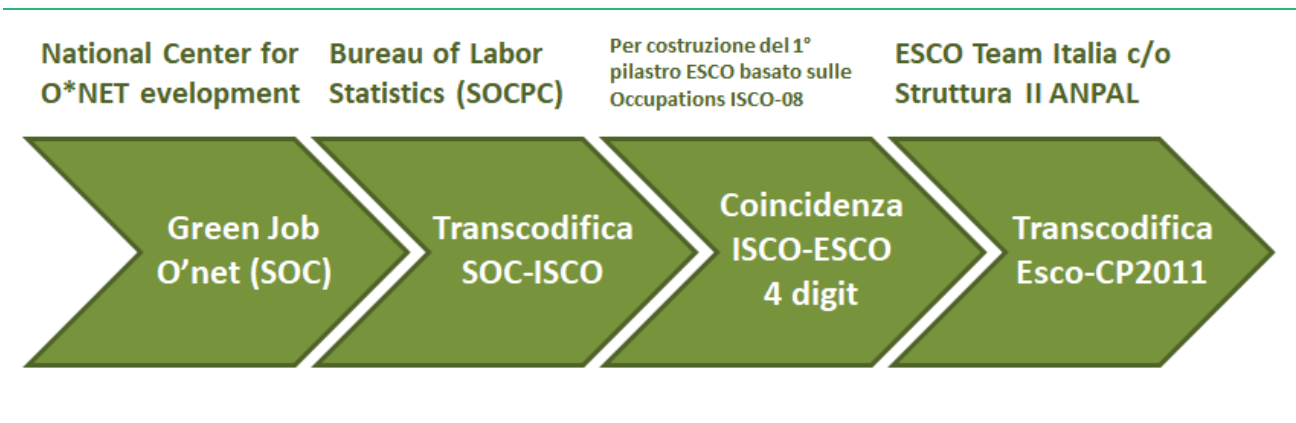 National Center for
O*NET evelopment
Bureau of Labor
Statistics (SOCPC)
Per costruzione del 1°
pilastro ESCO basato sulle
Occupations ISCO-08
ESCO Team Italia c/o
Struttura II ANPAL
Green Job
O'net (SOC)
Transcodifica
SOC-ISCO
Coincidenza
ISCO-ESCO
4 digit
Transcodifica
Esco-CP2011